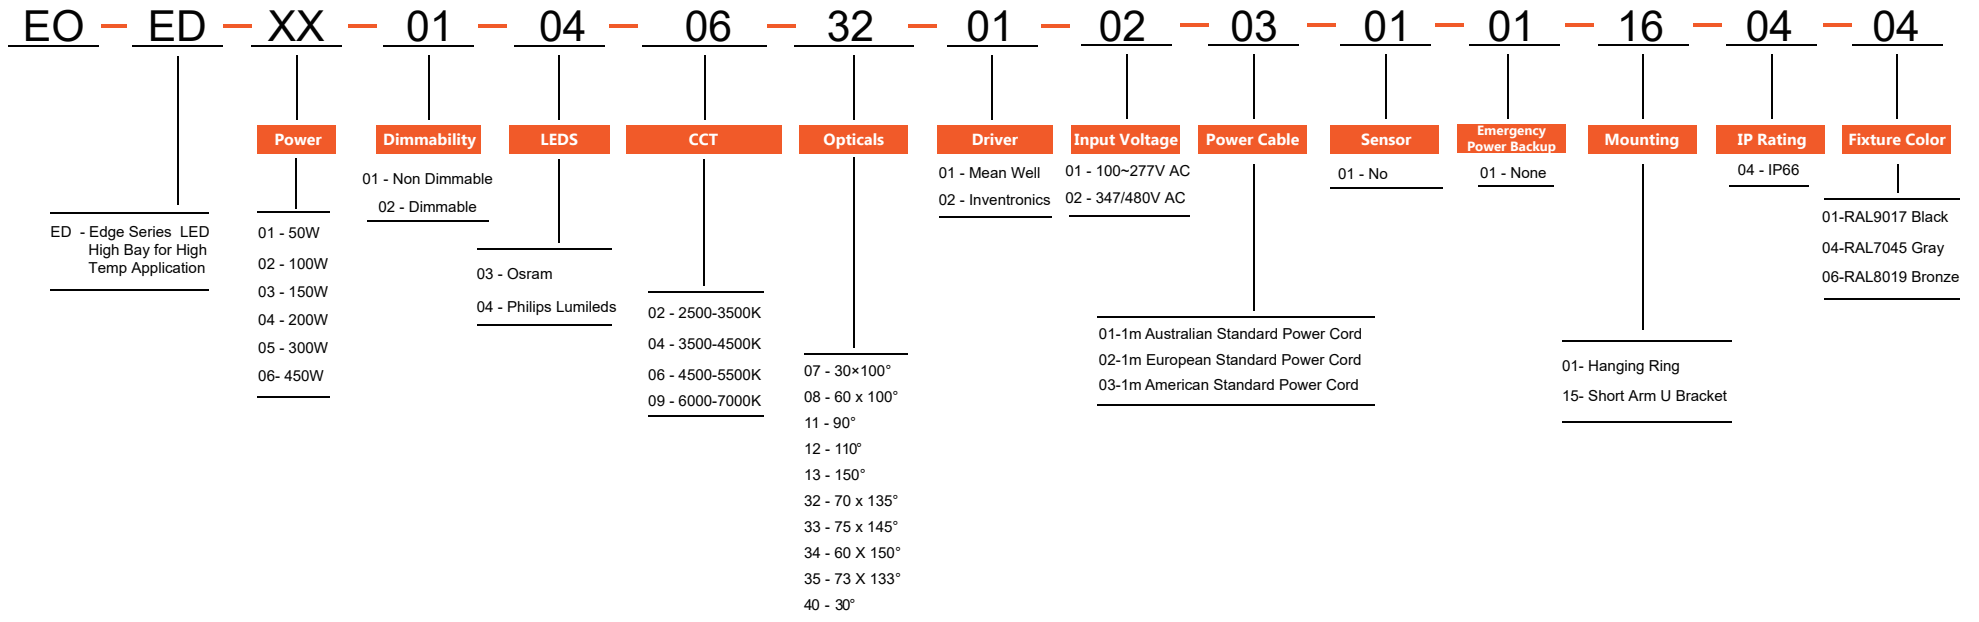 EO – ED – XX – 01 – 04 – 06 – 32 – 01 – 02 – 03 – 01 – 01 – 16 – 04 – 04
ED - Edge Series LED
High Bay for High
Temp Application
Power
01 - 50W
02 - 100W
03 - 150W
04 - 200W
05 - 300W
06- 450W
Dimmability
01 - Non Dimmable
02 - Dimmable
LEDS
03 - Osram
04 - Philips Lumileds
CCT
02 - 2500-3500K
04 - 3500-4500K
06 - 4500-5500K
09 - 6000-7000K
Opticals
07 - 30×100°
08 - 60 x 100°
11 - 90°
12 - 110°
13 - 150°
32 - 70 x 135°
33 - 75 x 145°
34 - 60 X 150°
35 - 73 X 133°
40 - 30°
Driver
01 - Mean Well
02 - Inventronics
Input Voltage
01 - 100~277V AC
02 - 347/480V AC
Power Cable
01-1m Australian Standard Power Cord
02-1m European Standard Power Cord
03-1m American Standard Power Cord
Sensor
01 - No
Emergency
Power Backup
01 - None
Mounting
01- Hanging Ring
15- Short Arm U Bracket
IP Rating
04 - IP66
Fixture Color
01-RAL9017 Black
04-RAL7045 Gray
06-RAL8019 Bronze